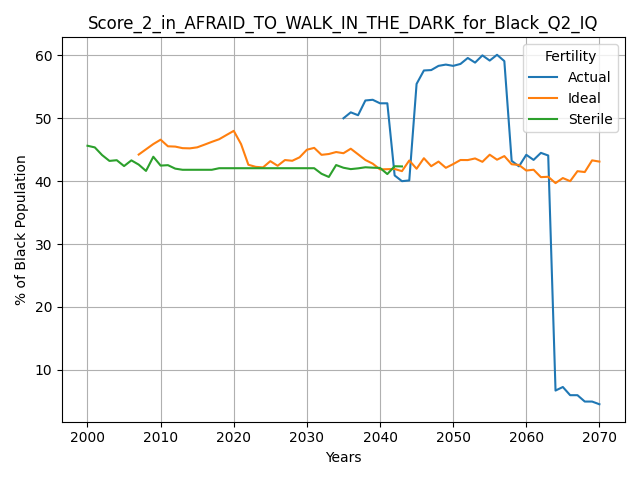 Score_2_in_AFRAID_TO_WALK_IN_THE_DARK_for_Black_Q2_IQ
Fertility
Actual
Ideal
Sterile
% of Black Population
60
50
40
30
20
10
2000 2010 2020 2030 2040 2050 2060 2070
Years